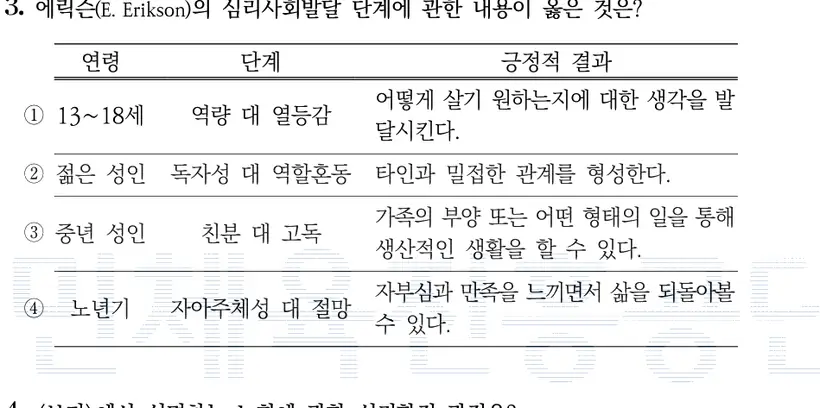 3. 에릭슨(E. Erikson)의 심리사회발달 단계에 관한 내용이 옳은 것은?
연령 단계 긍정적 결과
① 13~18세 역량 대 열등감 어떻게 살기 원하는지에 대한 생각을 발
달시킨다.
② 젊은 성인 독자성 대 역할혼동 타인과 밀접한 관계를 형성한다.
③ 중년 성인 친분 대 고독 가족의 부양 또는 어떤 형태의 일을 통해
생산적인 생활을 할 수 있다.
④ 노년기 자아주체성 대 절망 자부심과 만족을 느끼면서 삶을 되돌아볼
수 있다.